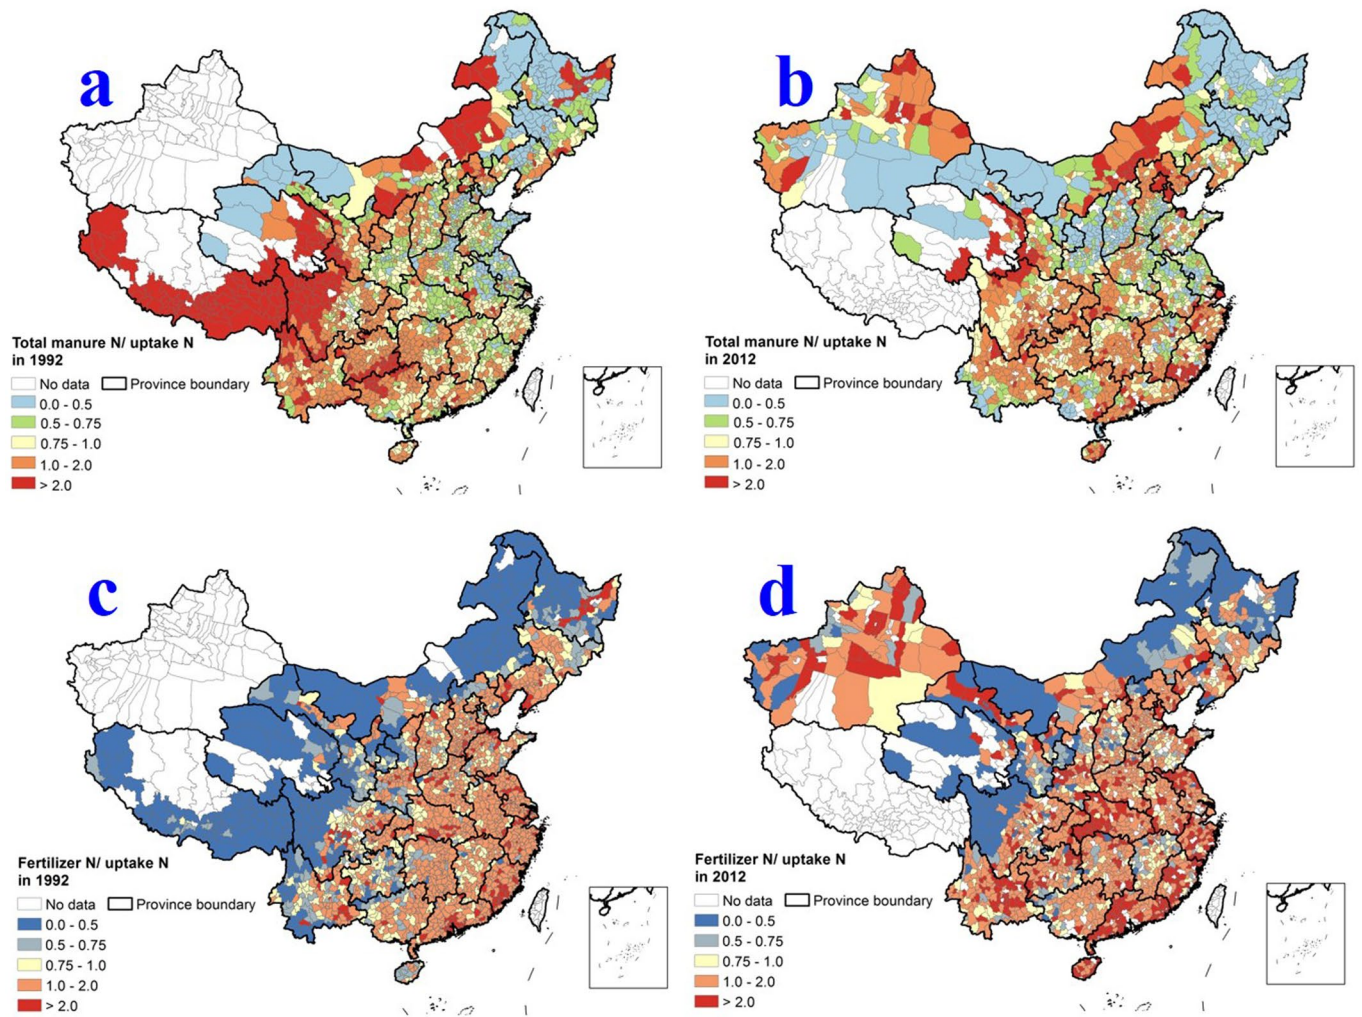 a
Total manure N/ uptake N
in 1992
No data Province boundary
0.0 - 0.5
0.5 - 0.75
0.75 - 1.0
1.0 - 2.0
> 2.0
b
Total manure N/ uptake N
in 2012
No data Province boundary
0.0 - 0.5
0.5 - 0.75
0.75 - 1.0
1.0 - 2.0
> 2.0
c
Fertilizer N/ uptake N
in 1992
No data Province boundary
0.0 - 0.5
0.5 - 0.75
0.75 - 1.0
1.0 - 2.0
> 2.0
d
Fertilizer N/ uptake N
in 2012
No data Province boundary
0.0 - 0.5
0.5 - 0.75
0.75 - 1.0
1.0 - 2.0
> 2.0